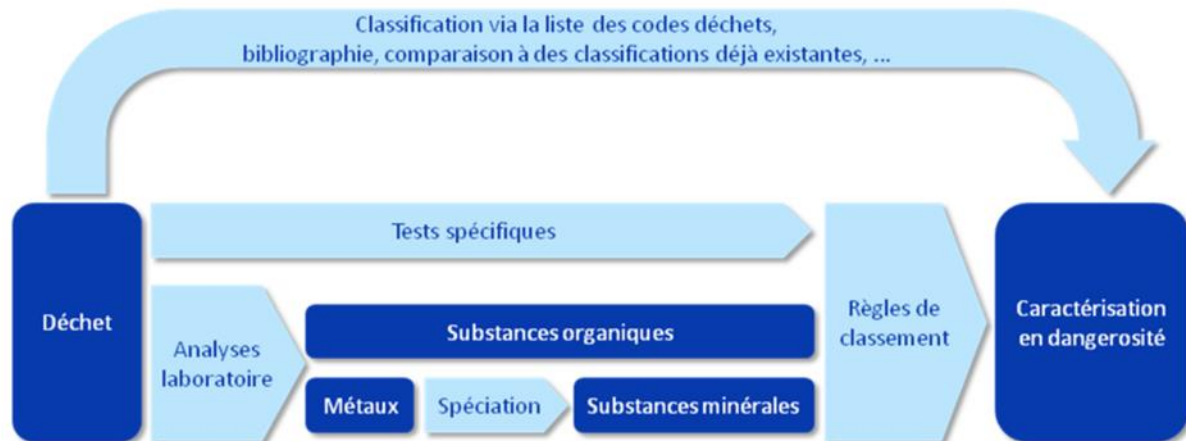 Classification via la liste des codes déchets,
bibliographie, comparaison à des classifications déjà existantes, ...
Tests spécifiques
Déchet
Analyses
laboratoire
Substances organiques
Métaux
Spéciation
Substances minérales
Règles de
classement
Caractérisation
en dangerosité